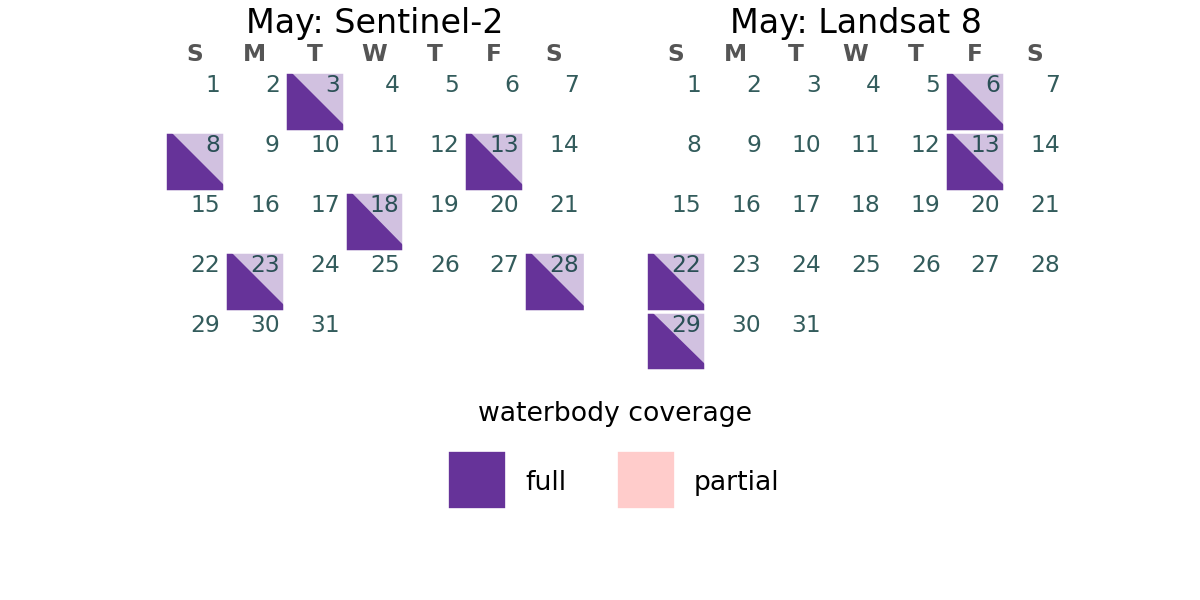 May: Sentinel-2
S M T W T F S
1 2 3 4 5 6 7
8 9 10 11 12 13 14
15 16 17 18 19 20 21
22 23 24 25 26 27 28
29 30 31
May: Landsat 8
S M T W T F S
1 2 3 4 5 6 7
8 9 10 11 12 13 14
15 16 17 18 19 20 21
22 23 24 25 26 27 28
29 30 31
waterbody coverage
full partial